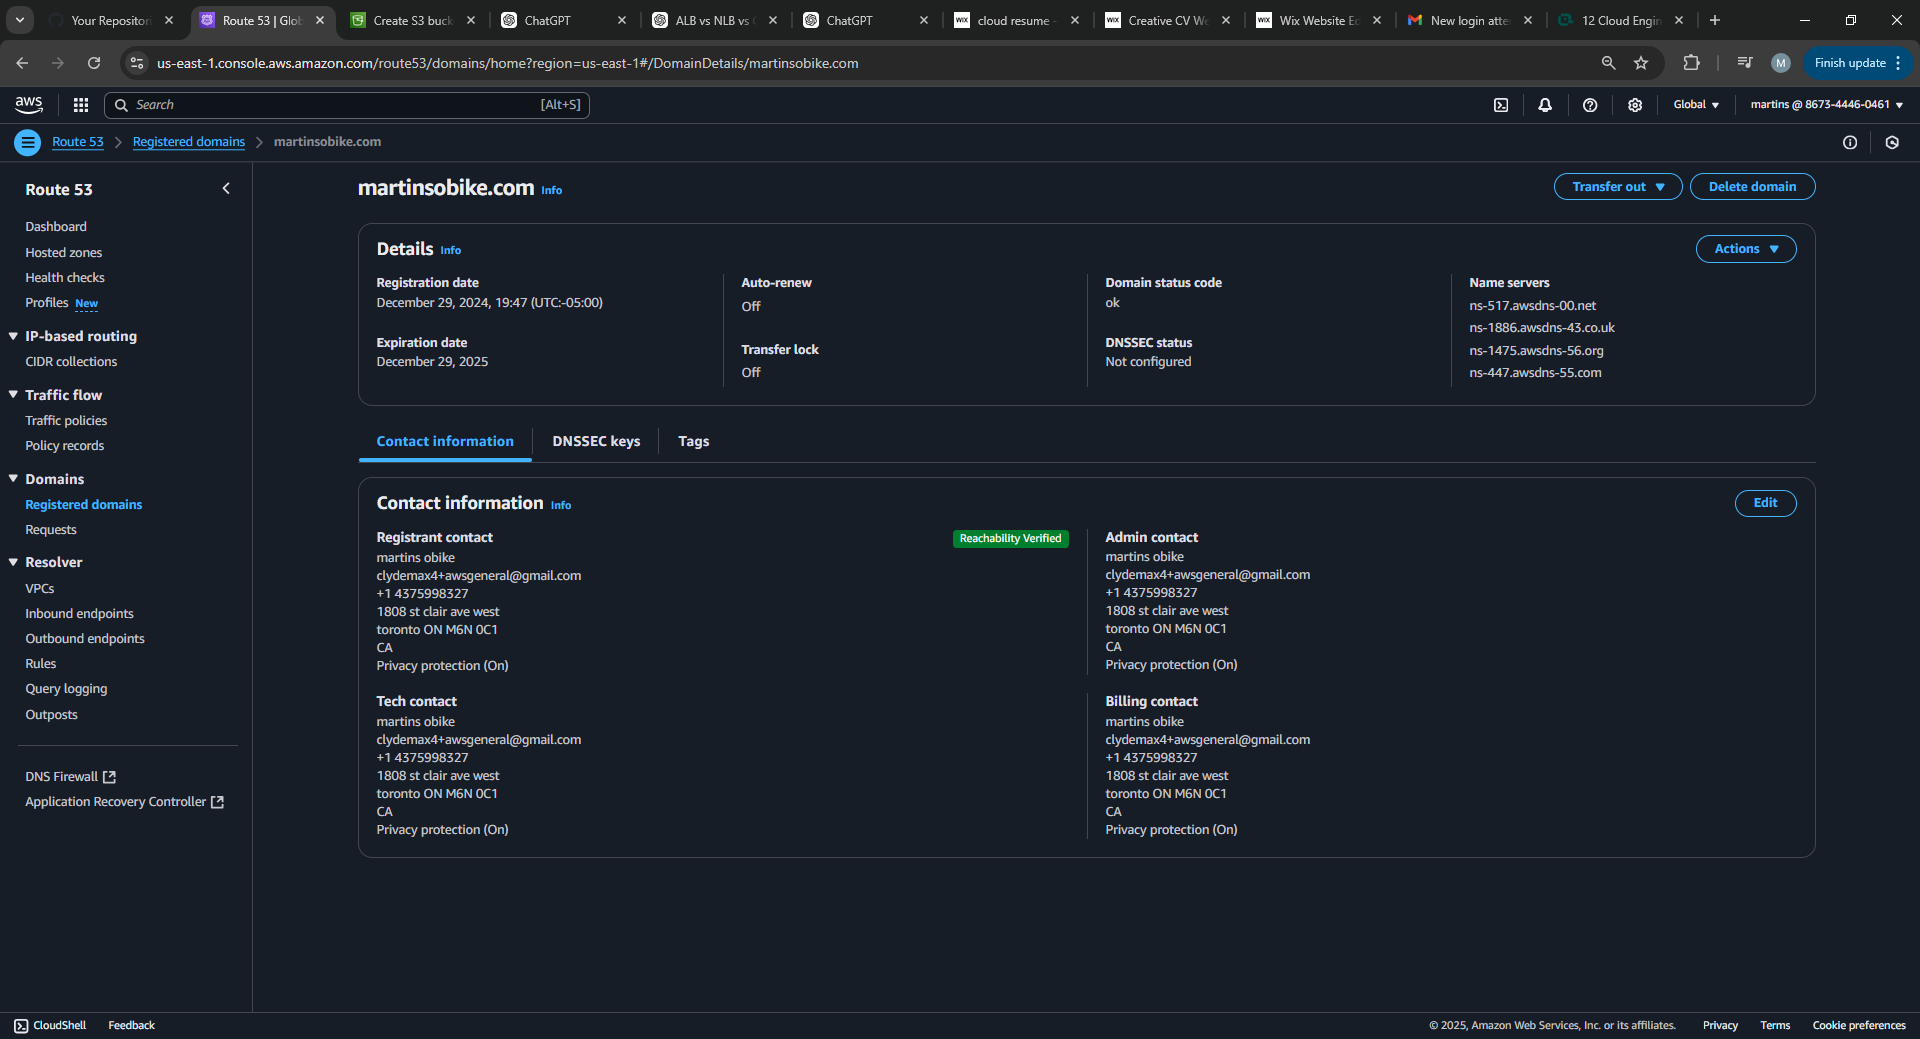 Your Repositori
Route 53 | Glob
Create S3 buck
ChatGPT
ALB vs NLB vs
ChatGPT
cloud resume -
Creative CV We
Wix Website Ed
New login atte
12 Cloud Engin
us-east-1.console.aws.amazon.com/route53/domains/home?region=us-east-1#/DomainDetails/martinsobike.com
M
Finish update
aws
Search
[Alt+S]
Global
martins @ 8673-4446-0461
Route 53
Registered domains
martinsobike.com
Route 53
Dashboard
Hosted zones
Health checks
Profiles New
IP-based routing
CIDR collections
Traffic flow
Traffic policies
Policy records
Domains
Registered domains
Requests
Resolver
VPCs
Inbound endpoints
Outbound endpoints
Rules
Query logging
Outposts
DNS Firewall
Application Recovery Controller
martinsobike.com Info
Transfer out
Delete domain
Details Info
Actions
Registration date
December 29, 2024, 19:47 (UTC-05:00)
Expiration date
December 29, 2025
Auto-renew
Off
Transfer lock
Off
Domain status code
ok
DNSSEC status
Not configured
Name servers
ns-517.awsdns-00.net
ns-1886.awsdns-43.co.uk
ns-1475.awsdns-56.org
ns-447.awsdns-55.com
Contact information
DNSSEC keys
Tags
Contact information Info
Edit
Registrant contact
Reachability Verified
martins obike
clydemax4+awsgeneral@gmail.com
+1 4375998327
1808 st clair ave west
toronto ON M6N 0C1
CA
Privacy protection (On)
Admin contact
martins obike
clydemax4+awsgeneral@gmail.com
+1 4375998327
1808 st clair ave west
toronto ON M6N 0C1
CA
Privacy protection (On)
Tech contact
martins obike
clydemax4+awsgeneral@gmail.com
+1 4375998327
1808 st clair ave west
toronto ON M6N 0C1
CA
Privacy protection (On)
Billing contact
martins obike
clydemax4+awsgeneral@gmail.com
+1 4375998327
1808 st clair ave west
toronto ON M6N 0C1
CA
Privacy protection (On)
CloudShell
Feedback
© 2025, Amazon Web Services, Inc. or its affiliates.
Privacy
Terms
Cookie preferences